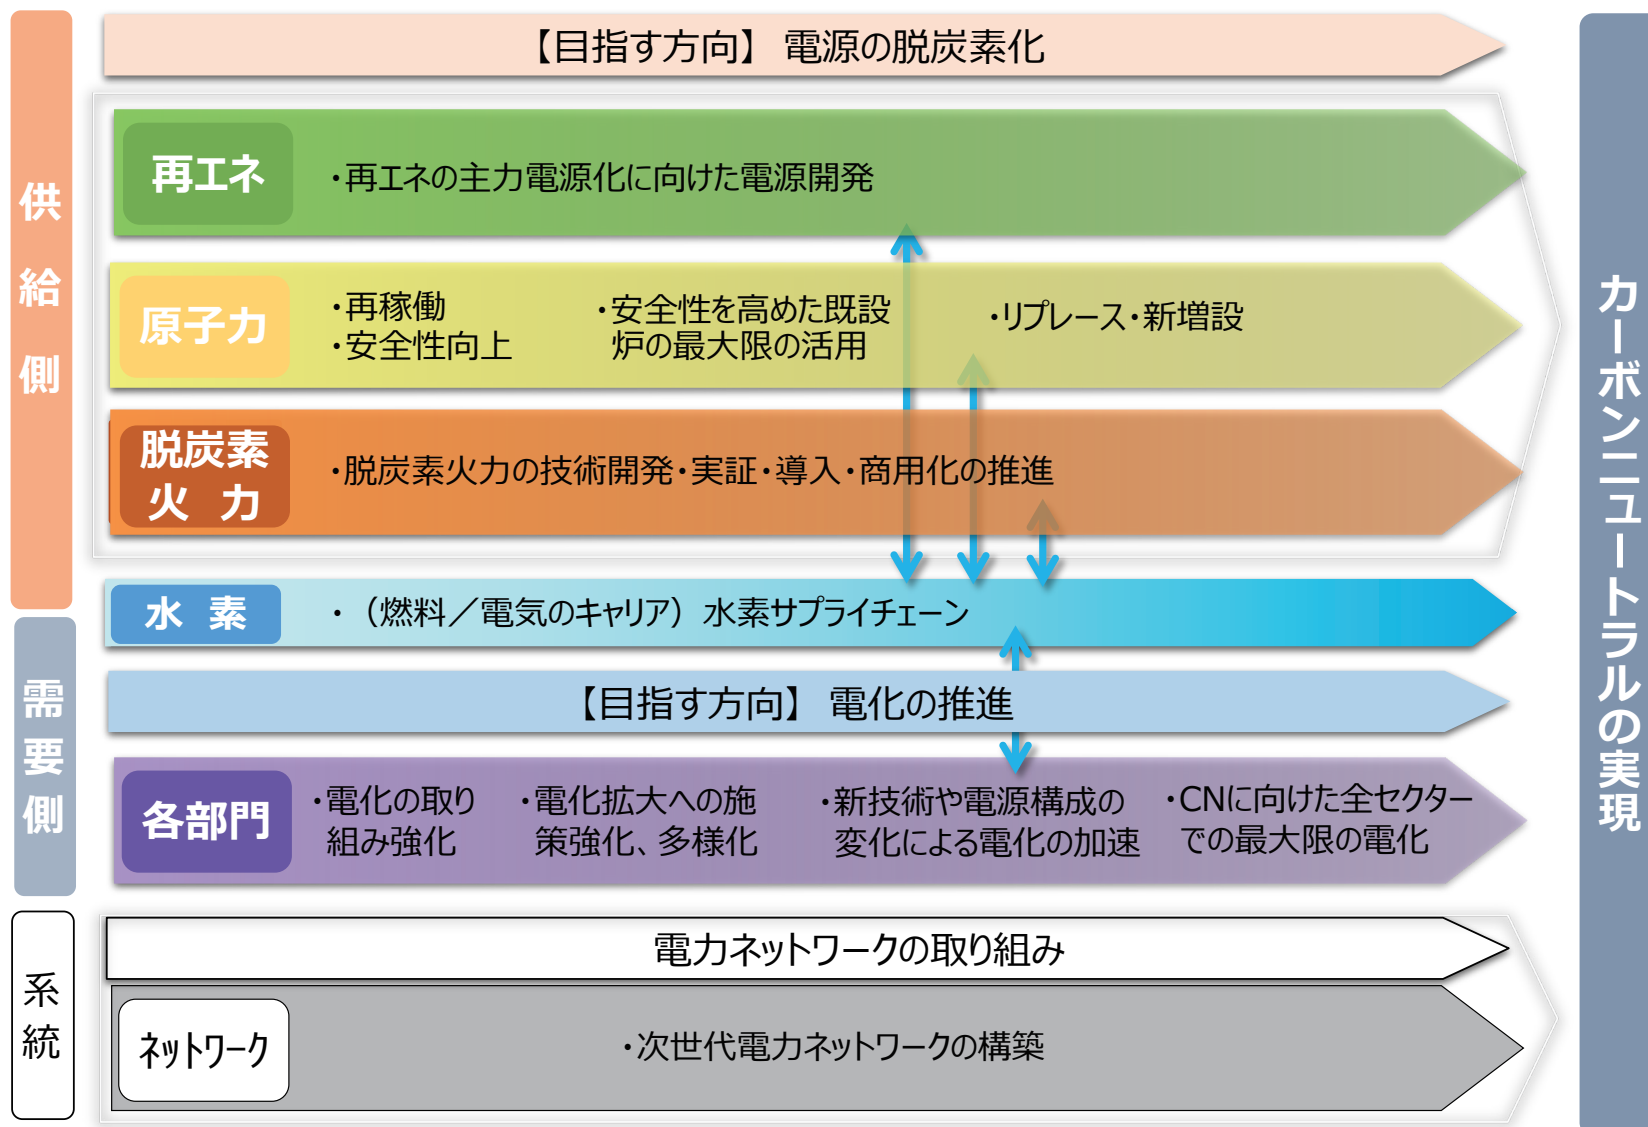 供給側
【目指す方向】 電源の脱炭素化
再エネ
・再エネの主力電源化に向けた電源開発
原子力
・再稼働
・安全性向上
・安全性を高めた既設
炉の最大限の活用
・リプレース・新増設
脱炭素
火 力
・脱炭素火力の技術開発・実証・導入・商用化の推進
水 素
・（燃料／電気のキャリア）水素サプライチェーン
需要側
【目指す方向】 電化の推進
各部門
・電化の取り
組み強化
・電化拡大への施
策強化、多様化
・新技術や電源構成の
変化による電化の加速
・CNに向けた全セクター
での最大限の電化
系統
電力ネットワークの取り組み
ネットワーク
・次世代電力ネットワークの構築
カーボンニュートラルの実現